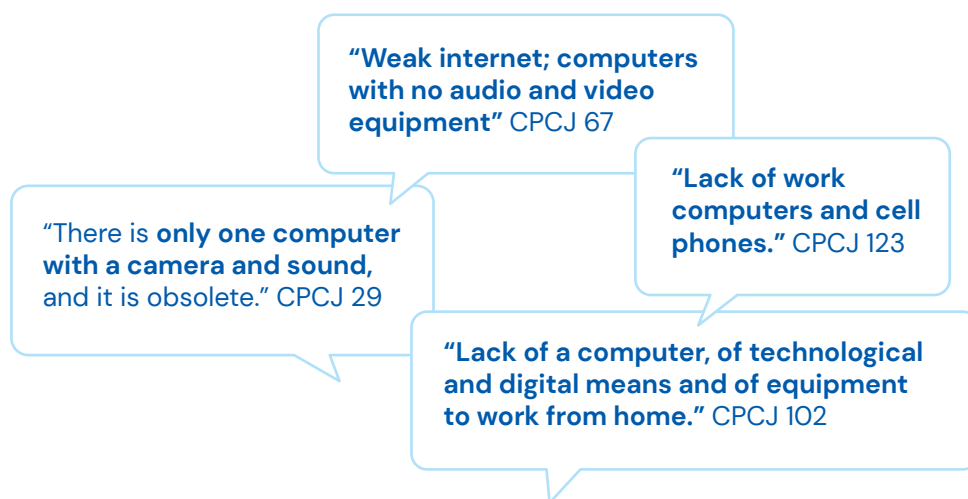 “Weak internet; computers
with no audio and video
equipment” CPCJ 67
“Lack of work
computers and cell
phones.” CPCJ 123
“There is only one computer
with a camera and sound,
and it is obsolete.” CPCJ 29
“Lack of a computer, of technological
and digital means and of equipment
to work from home.” CPCJ 102